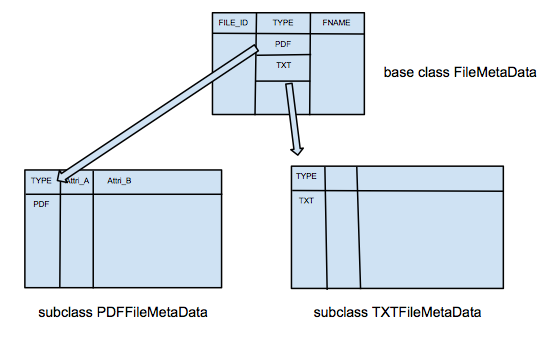 FILE_ID TYPE FNAME
PDF
TXT
base class FileMetaData
TYPE Attri_A Attri_B
PDF
TYPE
TXT
subclass PDFFileMetaData
subclass TXTFileMetaData